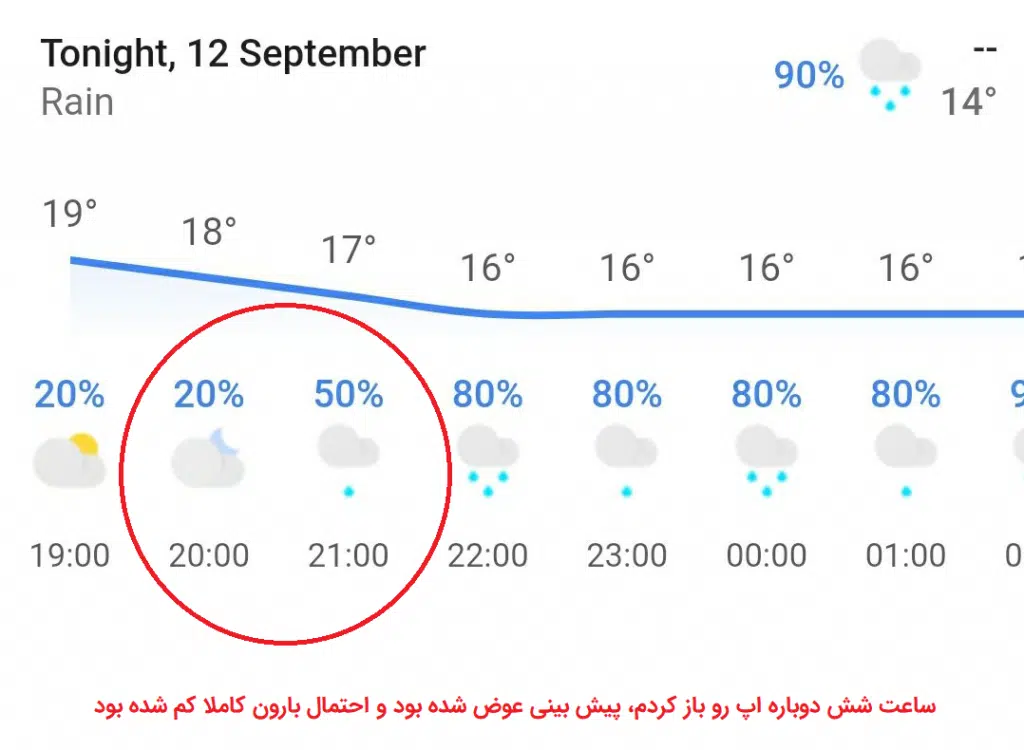 Tonight, 12 September
Rain
90%
--
14°
19° 18° 17° 16° 16° 16° 16°
20% 20% 50% 80% 80% 80% 80%
19:00 20:00 21:00 22:00 23:00 00:00 01:00
ساعت شش دوباره اپ رو باز کردم، پیش بینی عوض شده بود و احتمال بارون کاملا کم شده بود